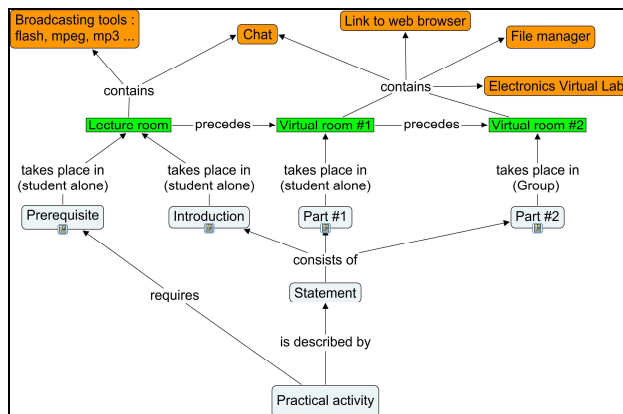 Broadcasting tools :
flash, mpeg, mp3 ...
Chat
Link to web browser
File manager
Electronics Virtual Lab
contains
contains
Lecture room
precedes
Virtual room #1
precedes
Virtual room #2
takes place in
(student alone)
takes place in
(student alone)
takes place in
(student alone)
takes place in
(Group)
Prerequisite
Introduction
Part #1
Part #2
consists of
Statement
requires
is described by
Practical activity